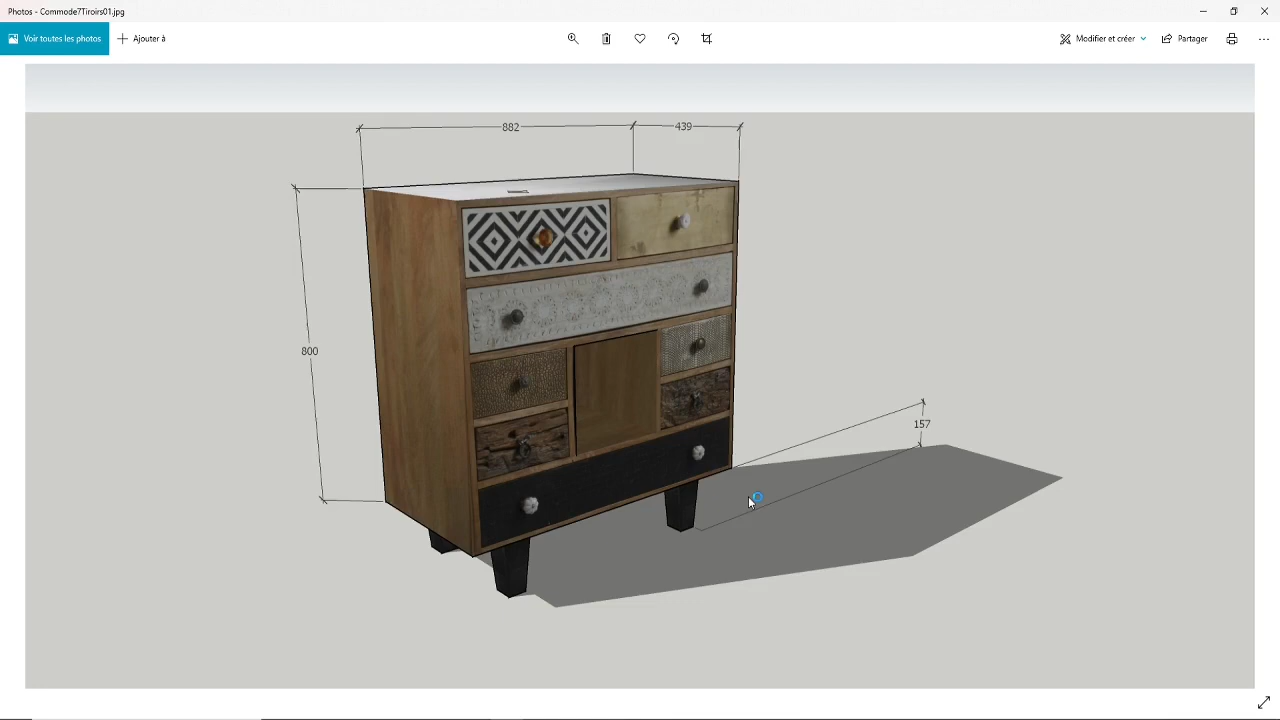 Photos - Commode7Tiroirs01.jpg
Voir toutes les photos
Ajouter à
Modifier et créer
Partager
882
439
800
157